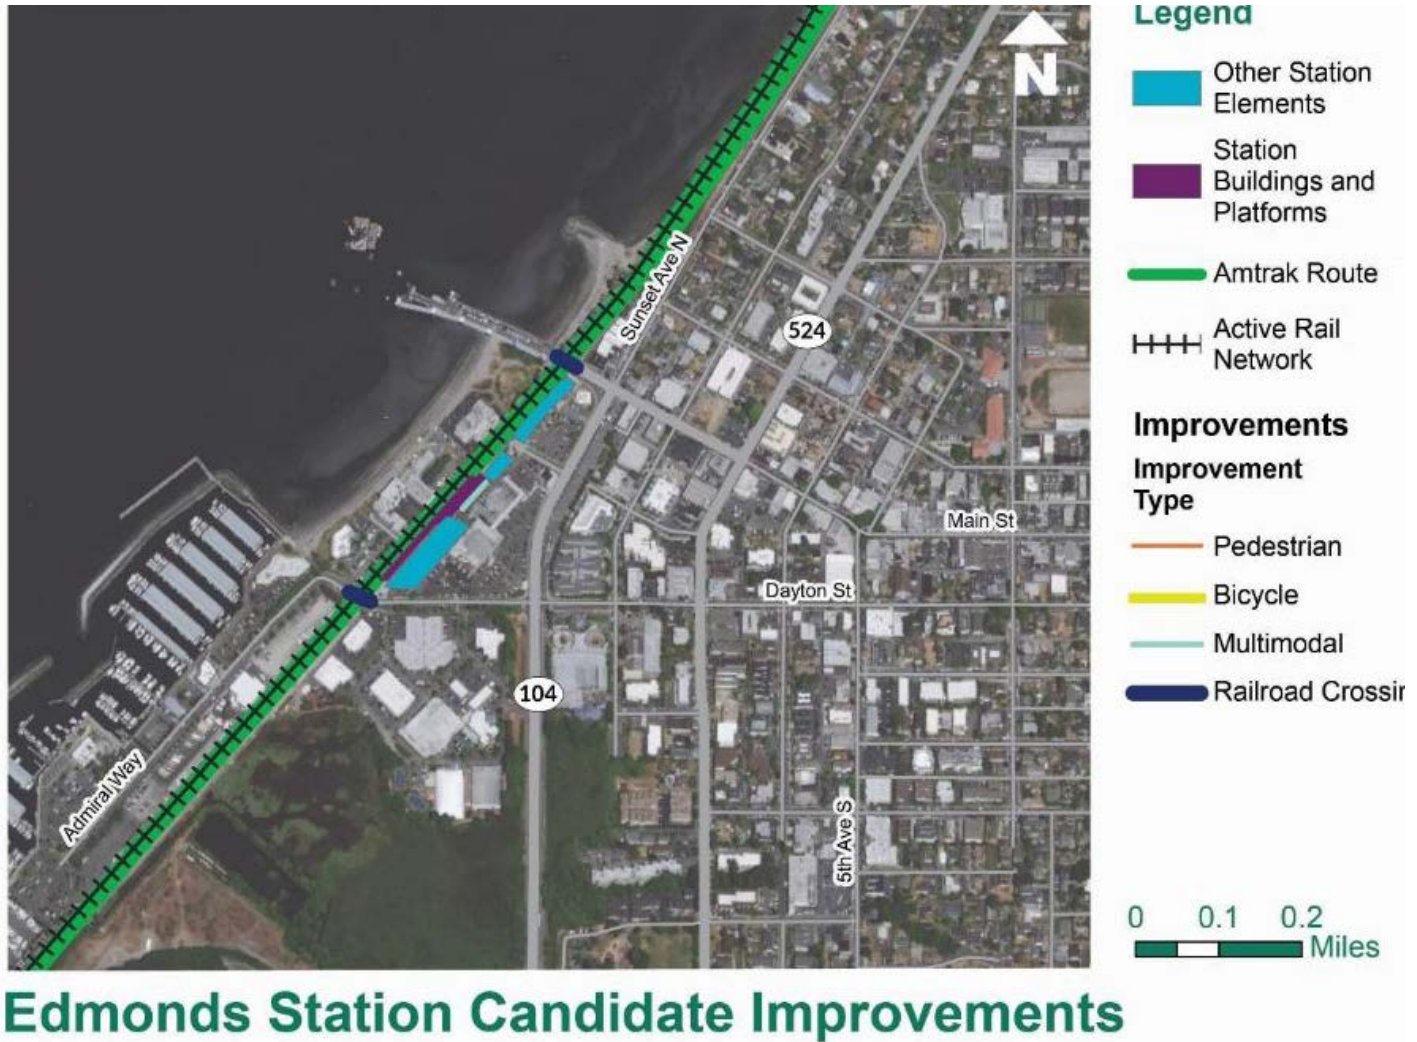 Legend
N
Other Station
Elements
Station
Buildings and
Platforms
Amtrak Route
Active Rail
Network
Improvements
Improvement
Type
Pedestrian
Bicycle
Multimodal
Railroad Crossin
Sunset Ave N
524
Main St
Dayton St
104
Admiral Way
5th Ave S
0 0.1 0.2
Miles
Edmonds Station Candidate Improvements